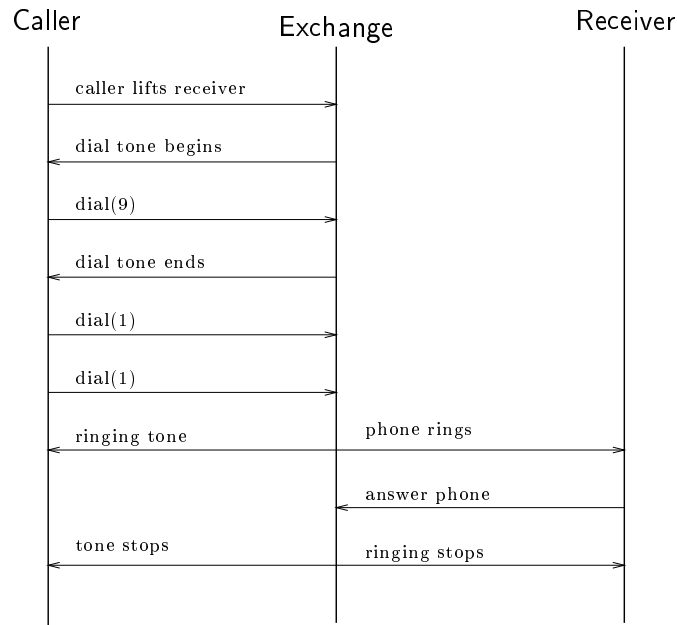 Caller
Exchange
Receiver
caller lifts receiver
dial tone begins
dial(9)
dial tone ends
dial(1)
dial(1)
ringing tone
phone rings
answer phone
tone stops
ringing stops